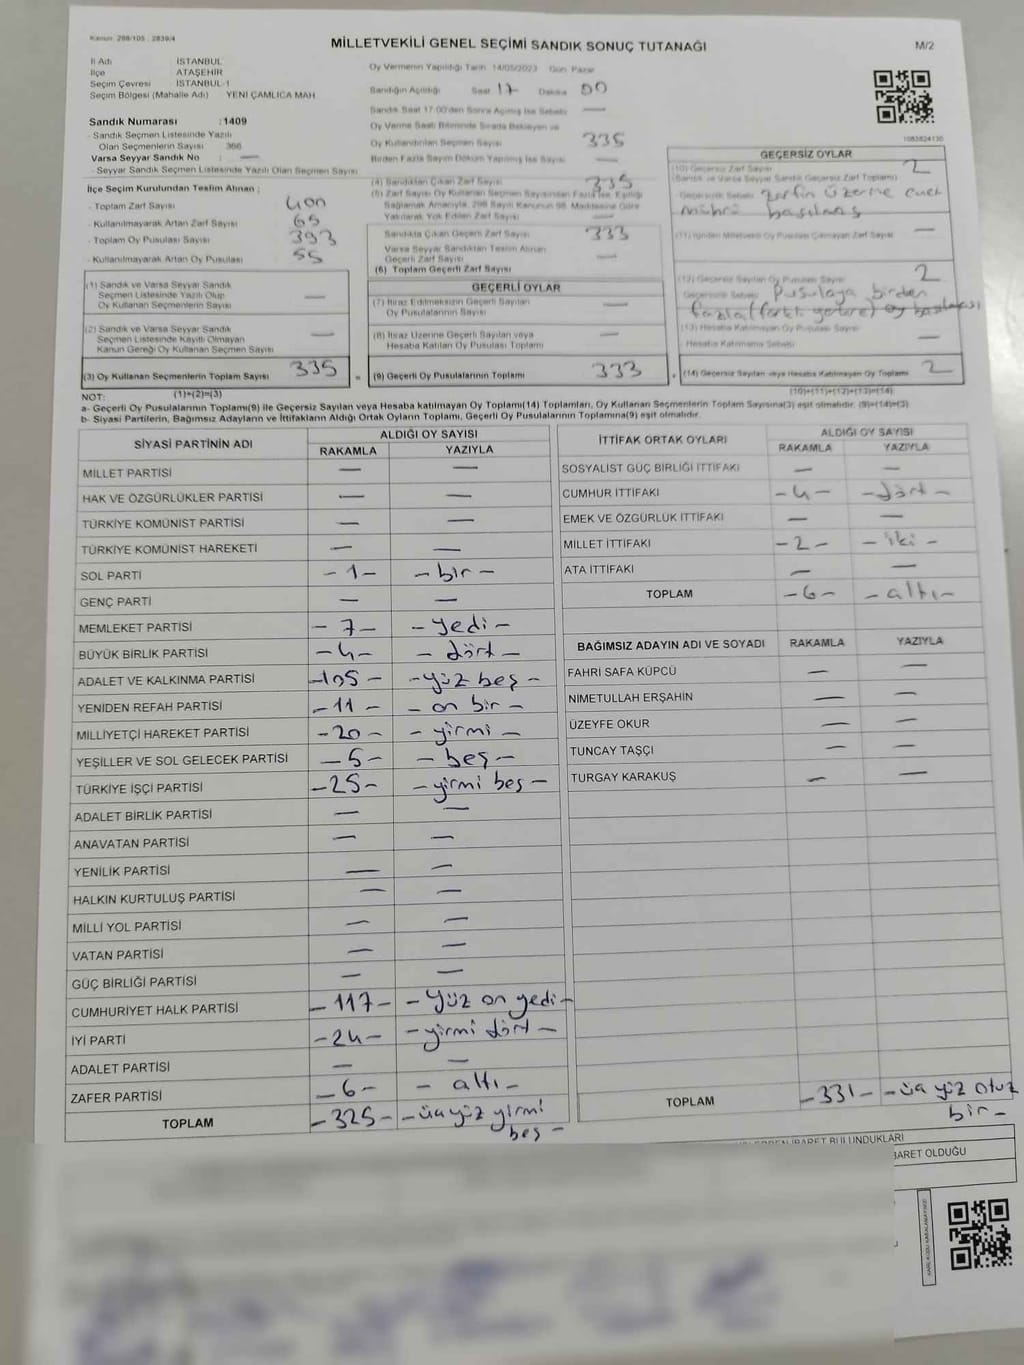 Kanun: 298/105 , 2839/4
MİLLETVEKİLİ GENEL SEÇİMİ SANDIK SONUÇ TUTANAĞI
M/2
İl Adı : İSTANBUL
İlçe : ATAŞEHİR
Seçim Çevresi : İSTANBUL-1
Seçim Bölgesi (Mahalle Adı) : YENİ ÇAMLICA MAH
Sandık Numarası : 1409
- Sandık Seçmen Listesinde Yazılı
Olan Seçmenlerin Sayısı : 366
Varsa Seyyar Sandık No : —
- Seyyar Sandık Seçmen Listesinde Yazılı Olan Seçmen Sayısı
İlçe Seçim Kurulundan Teslim Alınan :
- Toplam Zarf Sayısı 400
- Kullanılmayarak Artan Zarf Sayısı 65
- Toplam Oy Pusulası Sayısı 393
- Kullanılmayarak Artan Oy Pusulası 55
Oy Vermenin Yapıldığı Tarih 14/05/2023 Gün Pazar
Sandığın Açıldığı Saat 17 Dakika 00
Sandık Saat 17.00'den Sonra Açılmış İse Sebebi —
Oy Verme Saati Bitiminde Sırada Bekleyen ve
Oy Kullandırılan Seçmen Sayısı 335
Birden Fazla Sayım Döküm Yapılmış İse Sayısı —
(4) Sandıktan Çıkan Zarf Sayısı 335
(5) Zarf Sayısı Oy Kullanan Seçmen Sayısından Fazla İse, Eşitliği
Sağlamak Amacıyla, 298 Sayılı Kanunun 98. Maddesine Göre
Yakılarak Yok Edilen Zarf Sayısı —
Sandıkta Çıkan Geçerli Zarf Sayısı 333
Varsa Seyyar Sandıktan Teslim Alınan
Geçerli Zarf Sayısı —
(6) Toplam Geçerli Zarf Sayısı
1083824130
GEÇERSİZ OYLAR
(10) Geçersiz Zarf Sayısı 2
(Sandık ve Varsa Seyyar Sandık Geçersiz Zarf Toplamı)
Geçersizlik Sebebi: Zarfın üzerine evet
mührü basılmış
(12) Geçersiz Sayılan Oy Pusulası Sayısı 2
Geçersizlik Sebebi: Pusulaya birden
fazla (farklı yerlere) oy basılması
(13) Hesaba Katılmayan Oy Pusulası Sayısı —
Hesaba Katılmama Sebebi
(1) Sandık ve Varsa Seyyar Sandık
Seçmen Listesinde Yazılı Olup
Oy Kullanan Seçmenlerin Sayısı —
(2) Sandık ve Varsa Seyyar Sandık
Seçmen Listesinde Kayıtlı Olmayan
Kanun Gereği Oy Kullanan Seçmen Sayısı —
(3) Oy Kullanan Seçmenlerin Toplam Sayısı 335
GEÇERLİ OYLAR
(7) İtiraz Edilmeksizin Geçerli Sayılan
Oy Pusulalarının Sayısı —
(8) İtiraz Üzerine Geçerli Sayılan veya
Hesaba Katılan Oy Pusulası Toplamı —
= (9) Geçerli Oy Pusulalarının Toplamı 333
+ (14) Geçersiz Sayılan veya Hesaba Katılmayan Oy Toplamı 2
NOT: (1)+(2)=(3) (10)+(11)+(12)+(13)=(14)
a- Geçerli Oy Pusulalarının Toplamı(9) ile Geçersiz Sayılan veya Hesaba katılmayan Oy Toplamı(14) Toplamları, Oy Kullanan Seçmenlerin Toplam Sayısına(3) eşit olmalıdır. (9)+(14)=(3)
b- Siyasi Partilerin, Bağımsız Adayların ve İttifakların Aldığı Ortak Oyların Toplamı, Geçerli Oy Pusulalarının Toplamına(9) eşit olmalıdır.
SİYASİ PARTİNİN ADI ALDIĞI OY SAYISI
RAKAMLA YAZIYLA
MİLLET PARTİSİ — —
HAK VE ÖZGÜRLÜKLER PARTİSİ — —
TÜRKİYE KOMÜNİST PARTİSİ — —
TÜRKİYE KOMÜNİST HAREKETİ — —
SOL PARTİ -1- -bir-
GENÇ PARTİ — —
MEMLEKET PARTİSİ -7- -yedi-
BÜYÜK BİRLİK PARTİSİ -4- -dört-
ADALET VE KALKINMA PARTİSİ -105- -yüz beş-
YENİDEN REFAH PARTİSİ -11- -on bir-
MİLLİYETÇİ HAREKET PARTİSİ -20- -yirmi-
YEŞİLLER VE SOL GELECEK PARTİSİ -5- -beş-
TÜRKİYE İŞÇİ PARTİSİ -25- -yirmi beş-
ADALET BİRLİK PARTİSİ — —
ANAVATAN PARTİSİ — —
YENİLİK PARTİSİ — —
HALKIN KURTULUŞ PARTİSİ — —
MİLLİ YOL PARTİSİ — —
VATAN PARTİSİ — —
GÜÇ BİRLİĞİ PARTİSİ — —
CUMHURİYET HALK PARTİSİ -117- -yüz on yedi-
İYİ PARTİ -24- -yirmi dört-
ADALET PARTİSİ — —
ZAFER PARTİSİ -6- -altı-
TOPLAM -325- -üç yüz yirmi
beş-
İTTİFAK ORTAK OYLARI ALDIĞI OY SAYISI
RAKAMLA YAZIYLA
SOSYALİST GÜÇ BİRLİĞİ İTTİFAKI — —
CUMHUR İTTİFAKI -4- -dört-
EMEK VE ÖZGÜRLÜK İTTİFAKI — —
MİLLET İTTİFAKI -2- -iki-
ATA İTTİFAKI — —
TOPLAM -6- -altı-
BAĞIMSIZ ADAYIN ADI VE SOYADI RAKAMLA YAZIYLA
FAHRİ SAFA KÜPCÜ — —
NİMETULLAH ERŞAHİN — —
ÜZEYFE OKUR — —
TUNCAY TAŞÇI — —
TURGAY KARAKUŞ — —
TOPLAM -331- -üç yüz otuz
bir-
BULUNDUKLARI
BARET OLDUĞU